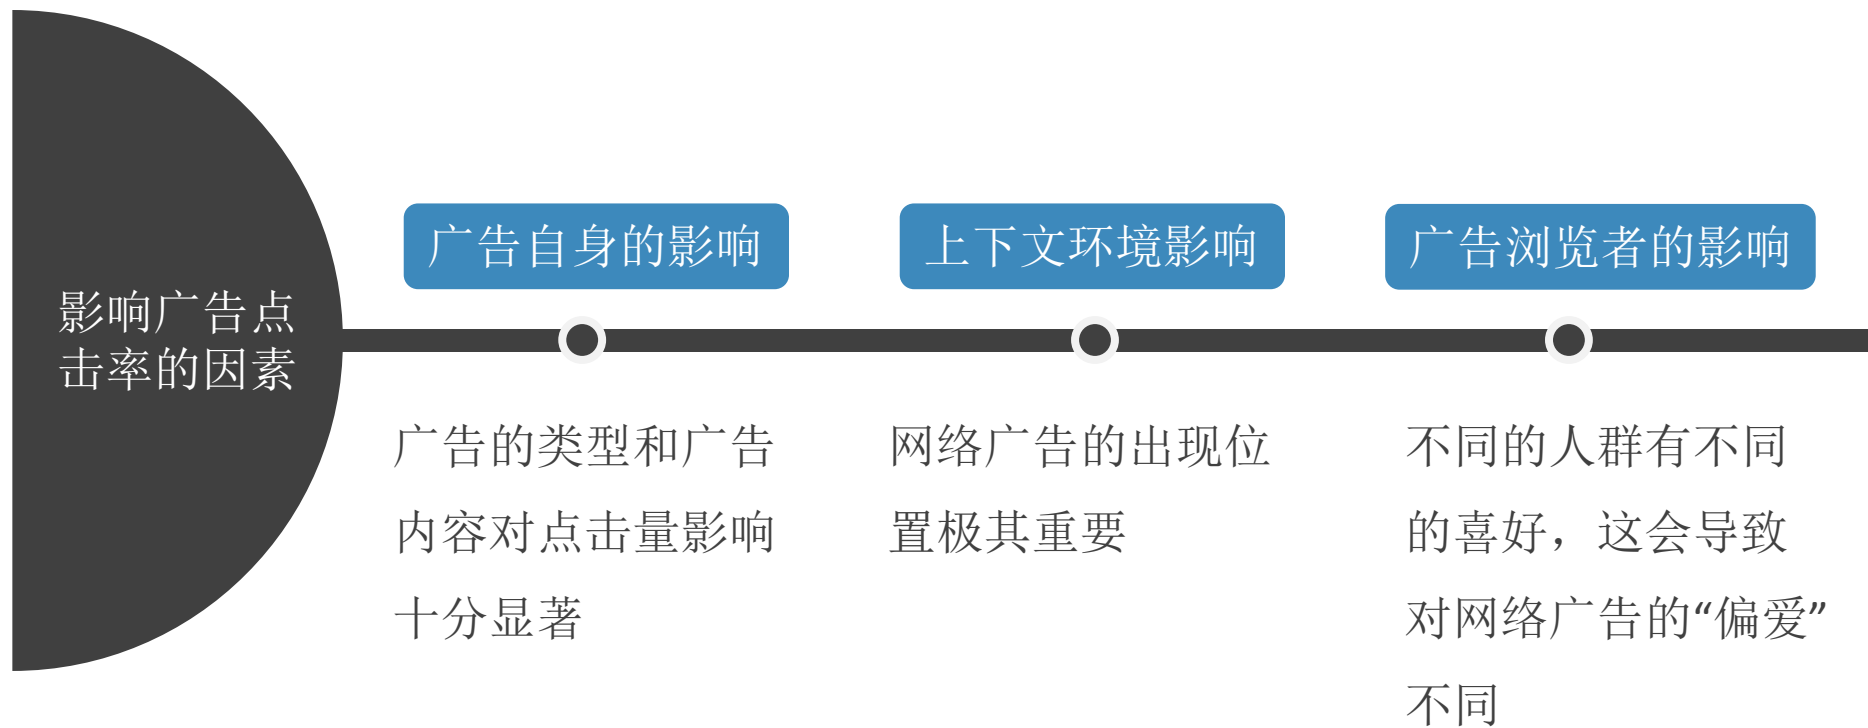 影响广告点
击率的因素
广告自身的影响
广告的类型和广告
内容对点击量影响
十分显著
上下文环境影响
网络广告的出现位
置极其重要
广告浏览者的影响
不同的人群有不同
的喜好，这会导致
对网络广告的“偏爱”
不同